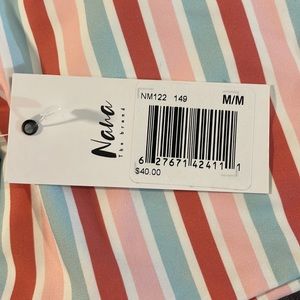 NM122 149 M/M
Nana
The brand
6 27671 42411 1
$40.00